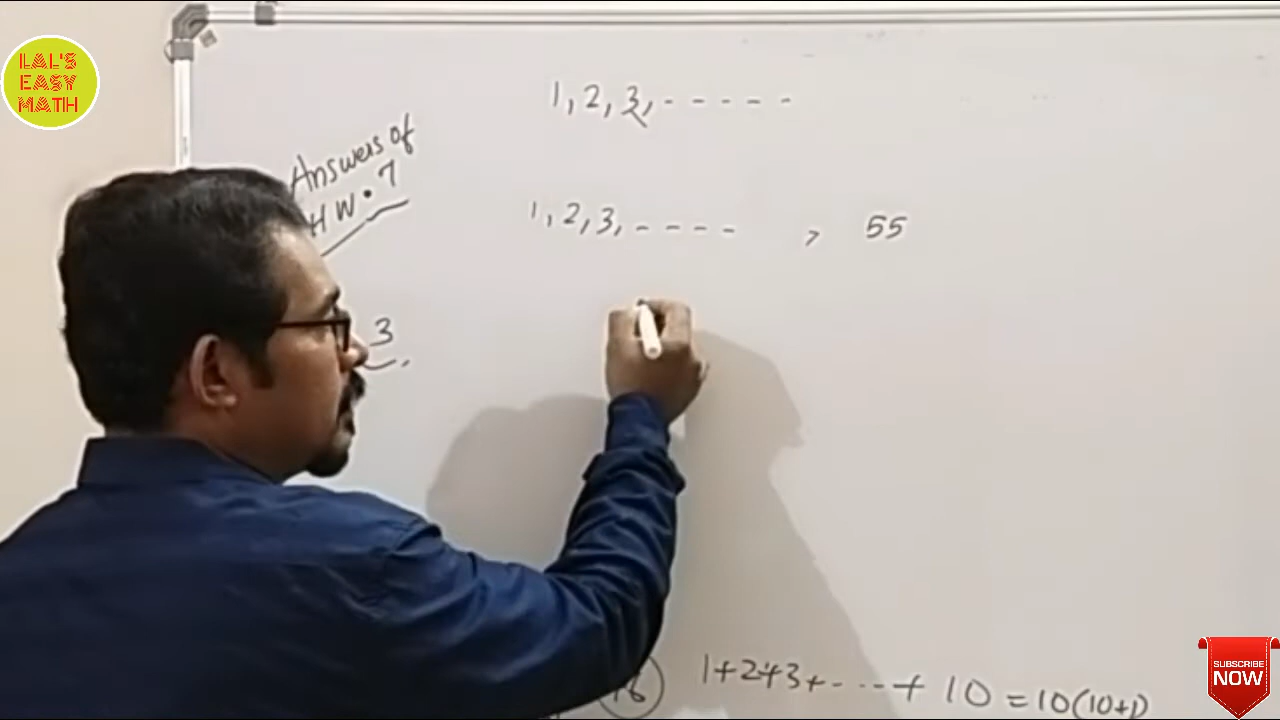 LAL'S
EASY
MATH
1, 2, 3, - - - - -
Answers of
HW • 7
1, 2, 3, - - - - , 55
3
1+2+3+ - - - - + 10 = 10(10+1)
SUBSCRIBE
NOW